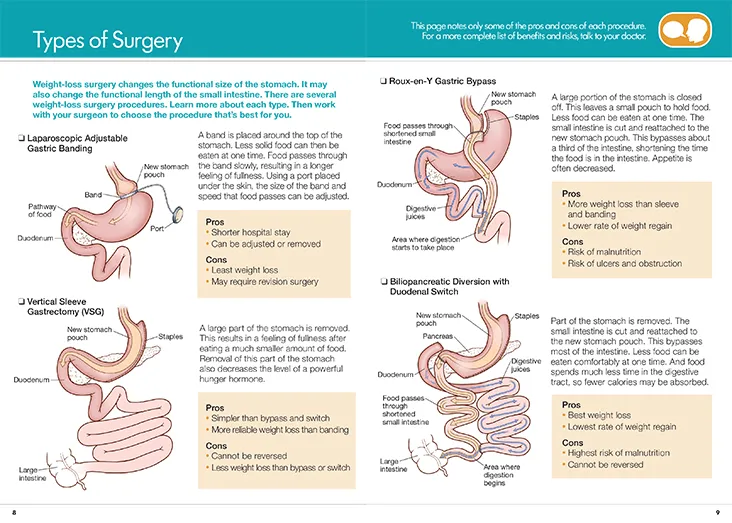 Types of Surgery
This page notes only some of the pros and cons of each procedure.
For a more complete list of benefits and risks, talk to your doctor.
Weight-loss surgery changes the functional size of the stomach. It may
also change the functional length of the small intestine. There are several
weight-loss surgery procedures. Learn more about each type. Then work
with your surgeon to choose the procedure that's best for you.
❏ Laparoscopic Adjustable
Gastric Banding
New stomach
pouch
Band
Pathway
of food
Port
Duodenum
A band is placed around the top of the
stomach. Less solid food can then be
eaten at one time. Food passes through
the band slowly, resulting in a longer
feeling of fullness. Using a port placed
under the skin, the size of the band and
speed that food passes can be adjusted.
Pros
• Shorter hospital stay
• Can be adjusted or removed
Cons
• Least weight loss
• May require revision surgery
❏ Vertical Sleeve
Gastrectomy (VSG)
New stomach
pouch
Staples
Duodenum
Large
intestine
A large part of the stomach is removed.
This results in a feeling of fullness after
eating a much smaller amount of food.
Removal of this part of the stomach
also decreases the level of a powerful
hunger hormone.
Pros
• Simpler than bypass and switch
• More reliable weight loss than banding
Cons
• Cannot be reversed
• Less weight loss than bypass or switch
8
❏ Roux-en-Y Gastric Bypass
New stomach
pouch
Staples
Food passes through
shortened small
intestine
Duodenum
Digestive
juices
Area where digestion
starts to take place
A large portion of the stomach is closed
off. This leaves a small pouch to hold food.
Less food can be eaten at one time. The
small intestine is cut and reattached to the
new stomach pouch. This bypasses about
a third of the intestine, shortening the time
the food is in the intestine. Appetite is
often decreased.
Pros
• More weight loss than sleeve
and banding
• Lower rate of weight regain
Cons
• Risk of malnutrition
• Risk of ulcers and obstruction
❏ Biliopancreatic Diversion with
Duodenal Switch
New stomach
pouch
Staples
Pancreas
Digestive
juices
Duodenum
Food passes
through
shortened
small intestine
Large
intestine
Area where
digestion
begins
Part of the stomach is removed. The
small intestine is cut and reattached to
the new stomach pouch. This bypasses
most of the intestine. Less food can be
eaten comfortably at one time. And food
spends much less time in the digestive
tract, so fewer calories may be absorbed.
Pros
• Best weight loss
• Lowest rate of weight regain
Cons
• Highest risk of malnutrition
• Cannot be reversed
9